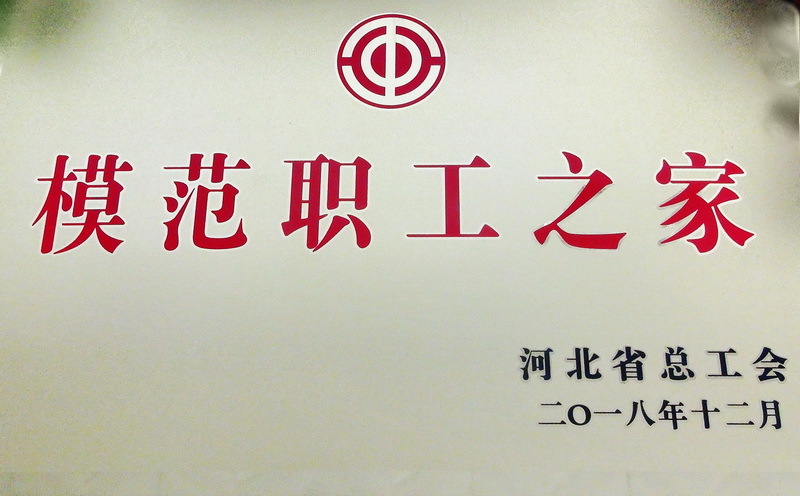 模范职工之家
河北省总工会
二〇一八年十二月